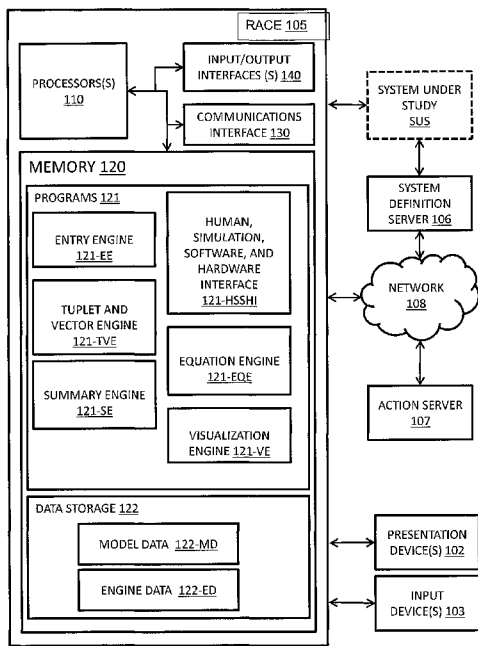 RACE 105
PROCESSORS(S)
110
INPUT/OUTPUT
INTERFACES (S) 140
COMMUNICATIONS
INTERFACE 130
MEMORY 120
PROGRAMS 121
ENTRY ENGINE
121-EE
TUPLET AND
VECTOR ENGINE
121-TVE
SUMMARY ENGINE
121-SE
HUMAN,
SIMULATION,
SOFTWARE, AND
HARDWARE
INTERFACE
121-HSSHI
EQUATION ENGINE
121-EQE
VISUALIZATION
ENGINE 121-VE
DATA STORAGE 122
MODEL DATA 122-MD
ENGINE DATA 122-ED
SYSTEM UNDER
STUDY
SUS
SYSTEM
DEFINITION
SERVER 106
NETWORK
108
ACTION SERVER
107
PRESENTATION
DEVICE(S) 102
INPUT
DEVICE(S) 103